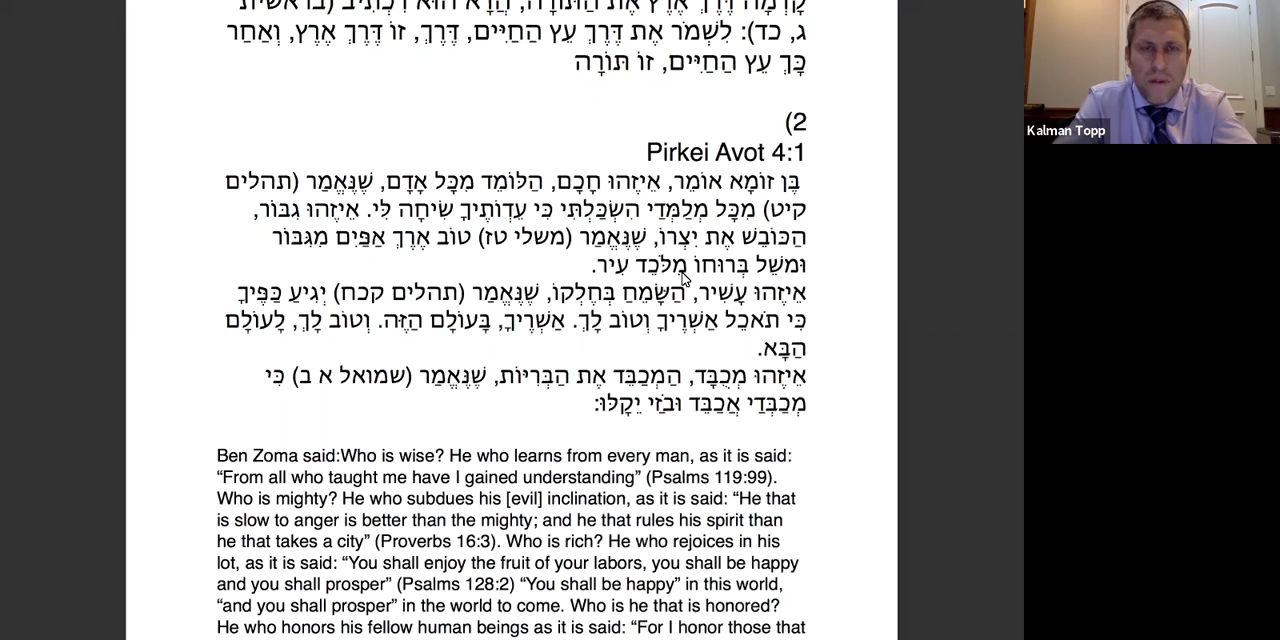 קָדְמָה דֶּרֶךְ אֶרֶץ אֶת הַתּוֹרָה, הֲדָא הוּא דִכְתִיב (בראשית
ג, כד): לִשְׁמֹר אֶת דֶּרֶךְ עֵץ הַחַיִּים, דֶּרֶךְ, זוֹ דֶּרֶךְ אֶרֶץ, וְאַחַר
כָּךְ עֵץ הַחַיִּים, זוֹ תּוֹרָה
(2
Pirkei Avot 4:1
בֶּן זוֹמָא אוֹמֵר, אֵיזֶהוּ חָכָם, הַלּוֹמֵד מִכָּל אָדָם, שֶׁנֶּאֱמַר (תהלים
קיט) מִכָּל מְלַמְּדַי הִשְׂכַּלְתִּי כִּי עֵדְוֹתֶיךָ שִׂיחָה לִּי. אֵיזֶהוּ גִבּוֹר,
הַכּוֹבֵשׁ אֶת יִצְרוֹ, שֶׁנֶּאֱמַר (משלי טז) טוֹב אֶרֶךְ אַפַּיִם מִגִּבּוֹר
וּמשֵׁל בְּרוּחוֹ מִלֹּכֵד עִיר.
אֵיזֶהוּ עָשִׁיר, הַשָּׂמֵחַ בְּחֶלְקוֹ, שֶׁנֶּאֱמַר (תהלים קכח) יְגִיעַ כַּפֶּיךָ
כִּי תֹאכֵל אַשְׁרֶיךָ וְטוֹב לָךְ. אַשְׁרֶיךָ, בָּעוֹלָם הַזֶּה. וְטוֹב לָךְ, לָעוֹלָם
הַבָּא.
אֵיזֶהוּ מְכֻבָּד, הַמְכַבֵּד אֶת הַבְּרִיּוֹת, שֶׁנֶּאֱמַר (שמואל א ב) כִּי
מְכַבְּדַי אֲכַבֵּד וּבֹזַי יֵקָלּוּ:
Ben Zoma said:Who is wise? He who learns from every man, as it is said:
“From all who taught me have I gained understanding” (Psalms 119:99).
Who is mighty? He who subdues his [evil] inclination, as it is said: “He that
is slow to anger is better than the mighty; and he that rules his spirit than
he that takes a city” (Proverbs 16:3). Who is rich? He who rejoices in his
lot, as it is said: “You shall enjoy the fruit of your labors, you shall be happy
and you shall prosper” (Psalms 128:2) “You shall be happy” in this world,
“and you shall prosper” in the world to come. Who is he that is honored?
He who honors his fellow human beings as it is said: “For I honor those that
Kalman Topp